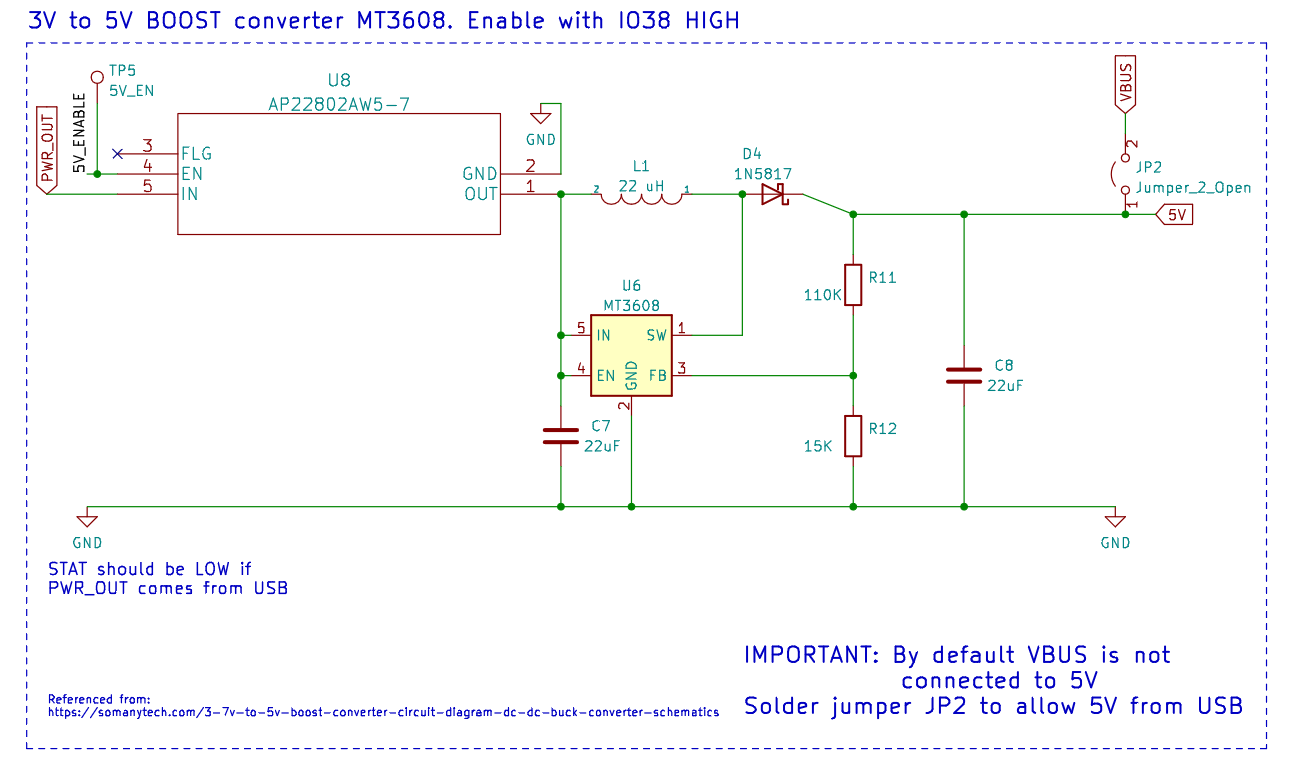 3V to 5V BOOST converter MT3608. Enable with IO38 HIGH
TP5
5V_EN
5V_ENABLE
PWR_OUT
U8
AP22802AW5-7
3
FLG
4
EN
5
IN
GND
2
OUT
1
GND
L1
22 uH
2
1
D4
1N5817
VBUS
2
JP2
Jumper_2_Open
1
5V
U6
MT3608
5
IN
SW
1
4
EN
GND
FB
3
2
R11
110K
C8
22uF
C7
22uF
R12
15K
GND
GND
STAT should be LOW if
PWR_OUT comes from USB
IMPORTANT: By default VBUS is not
connected to 5V
Solder jumper JP2 to allow 5V from USB
Referenced from:
https://somanytech.com/3-7v-to-5v-boost-converter-circuit-diagram-dc-dc-buck-converter-schematics